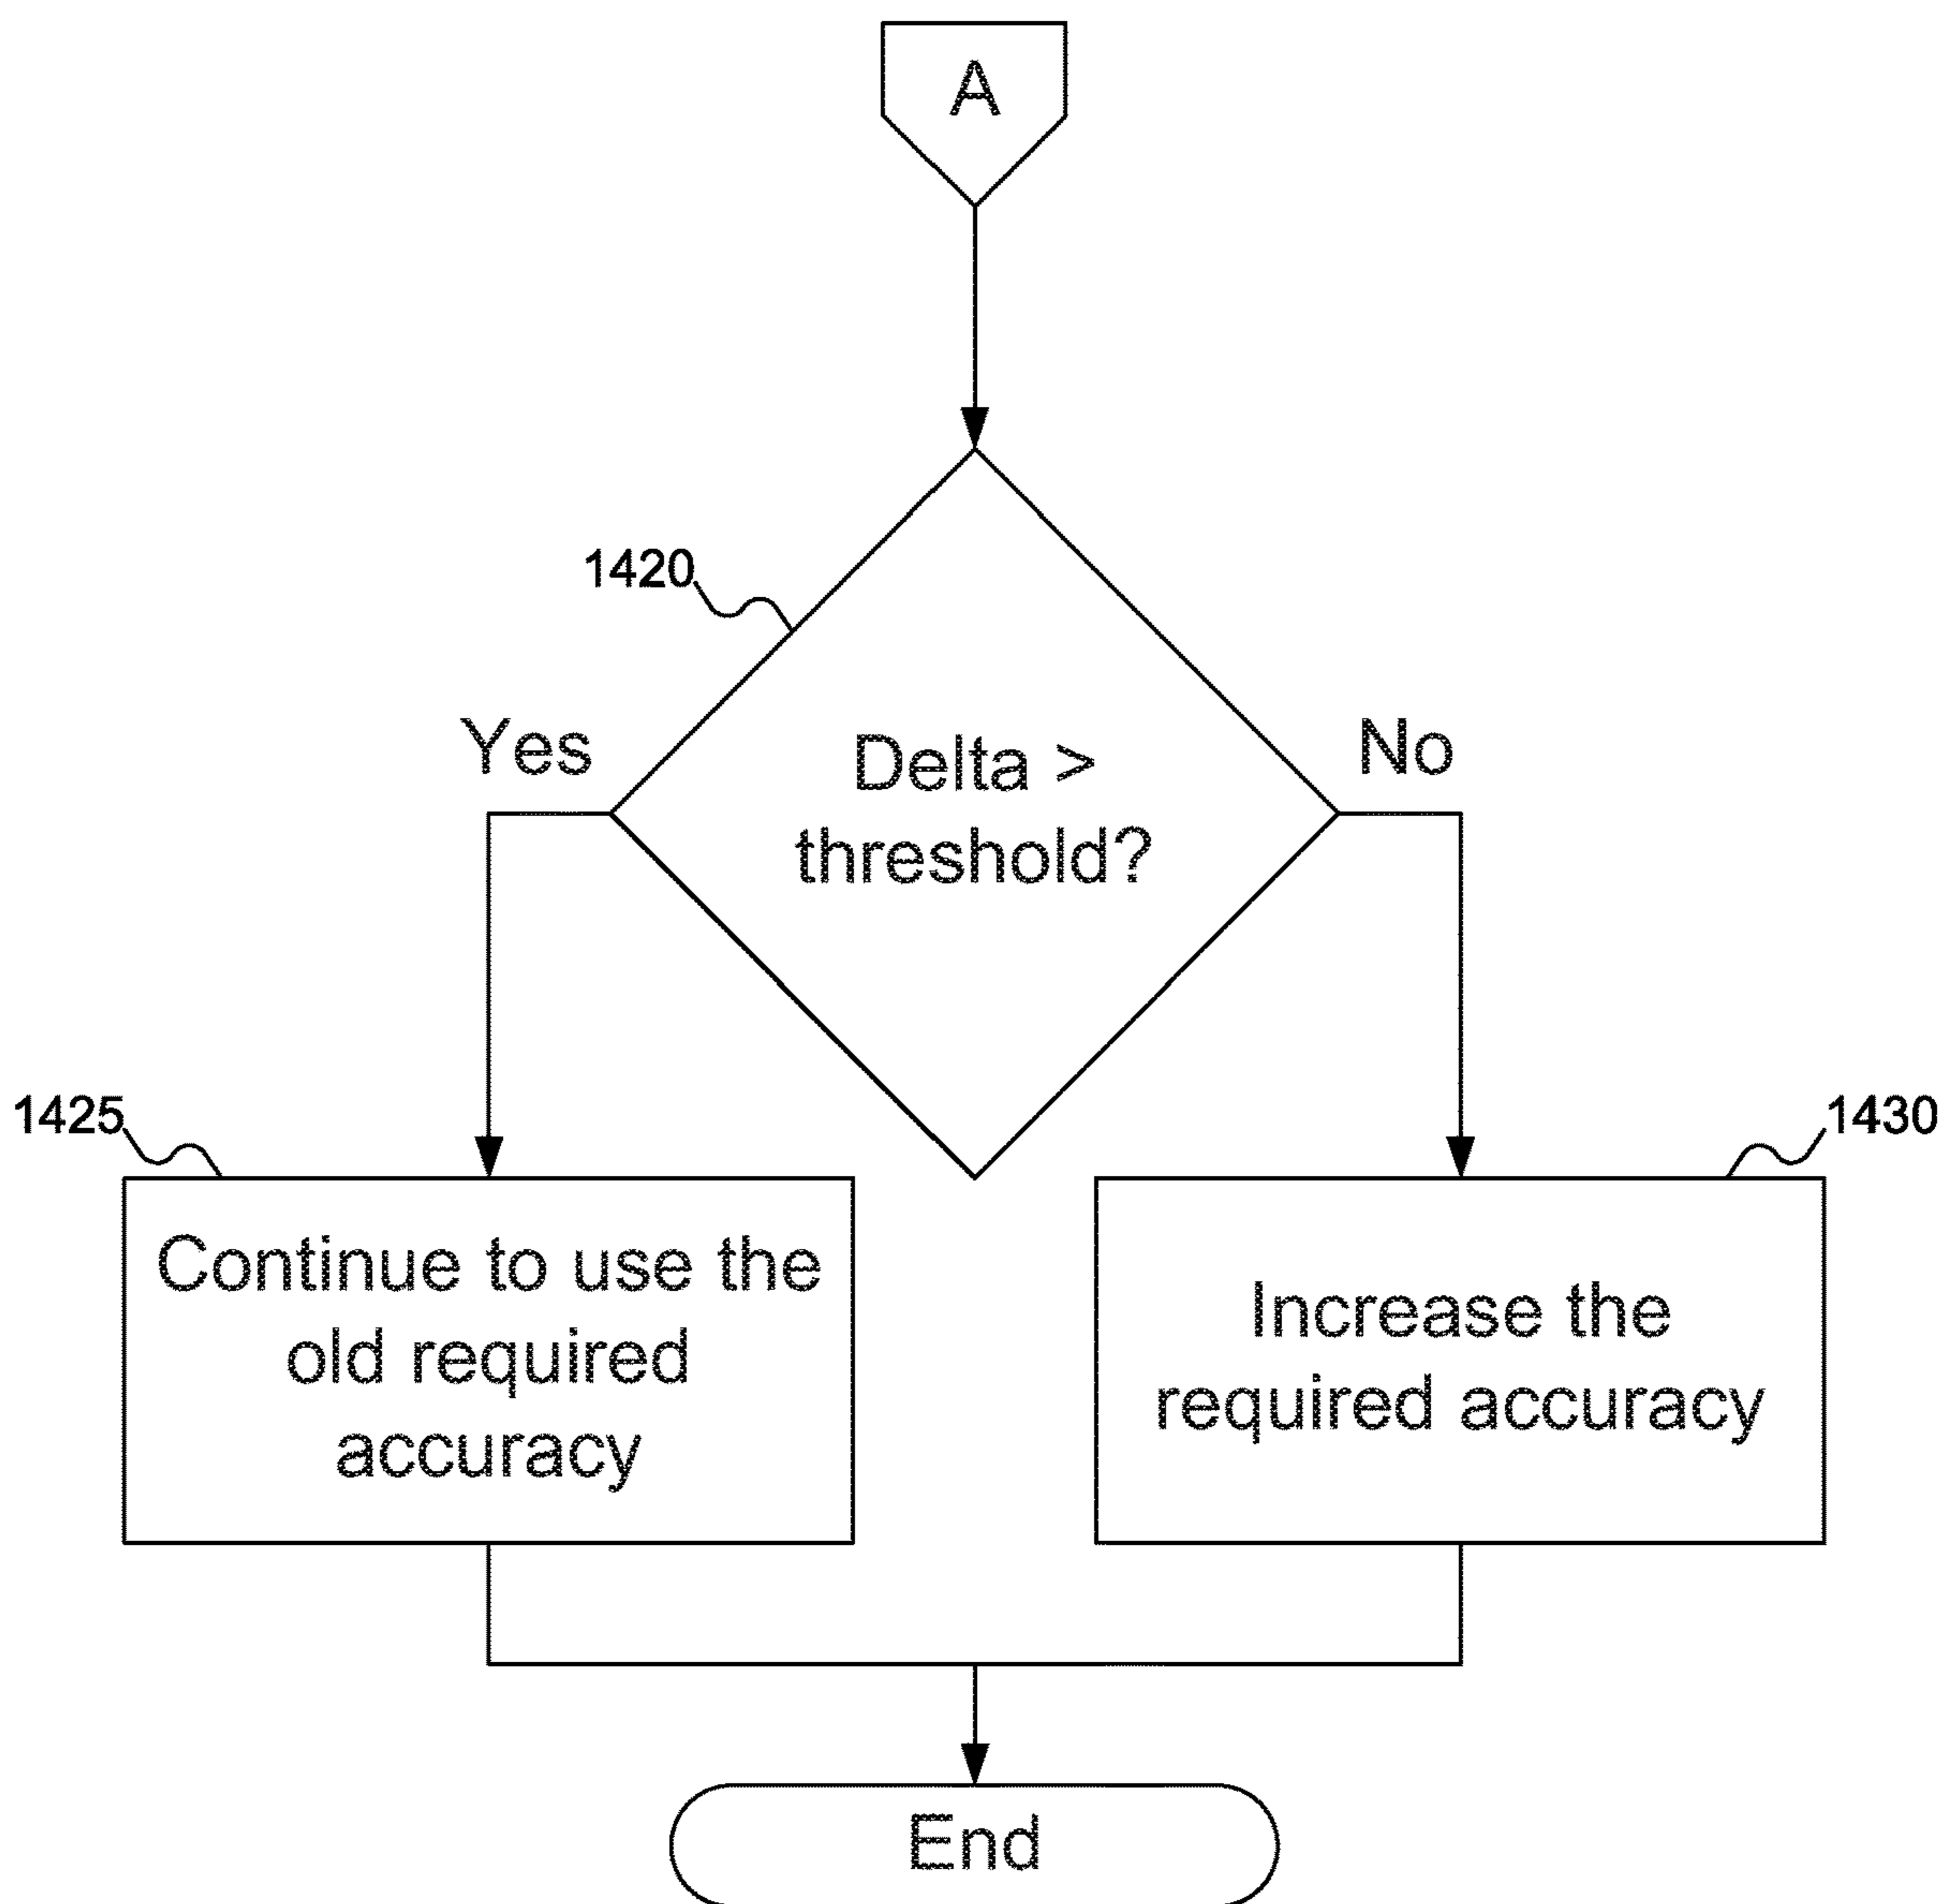 A
1420
Yes
No
Delta >
threshold?
1425
1430
Continue to use the
old required
accuracy
Increase the
required accuracy
End